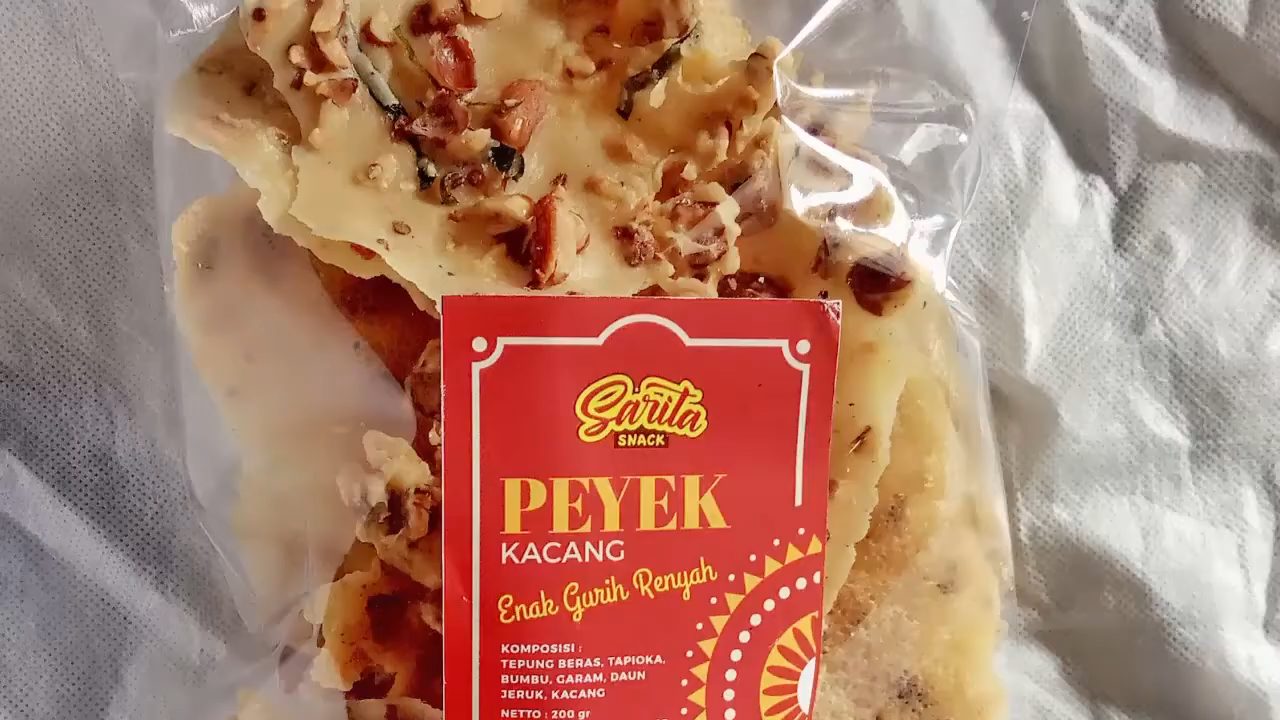 Sarita
SNACK
PEYEK
KACANG
Enak Gurih Renyah
KOMPOSISI :
TEPUNG BERAS, TAPIOKA,
BUMBU, GARAM, DAUN
JERUK, KACANG
NETTO : 200 gr